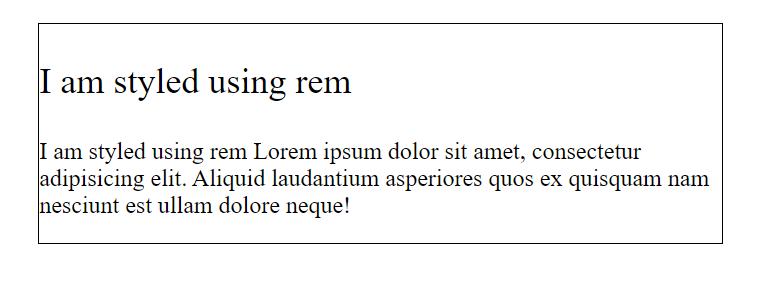 I am styled using rem
I am styled using rem Lorem ipsum dolor sit amet, consectetur
adipisicing elit. Aliquid laudantium asperiores quos ex quisquam nam
nesciunt est ullam dolore neque!